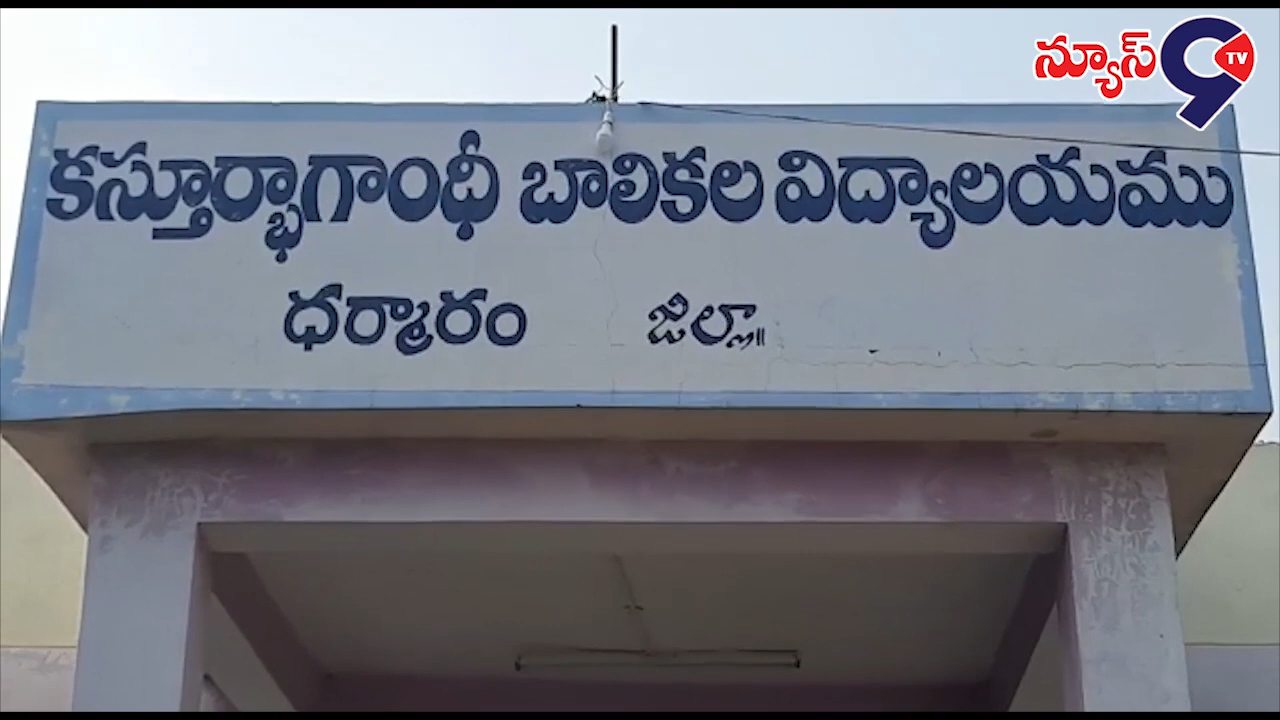 న్యూస్ 9 TV
కస్తూర్బాగాంధీ బాలికల విద్యాలయము
ధర్మారం జిల్లా॥